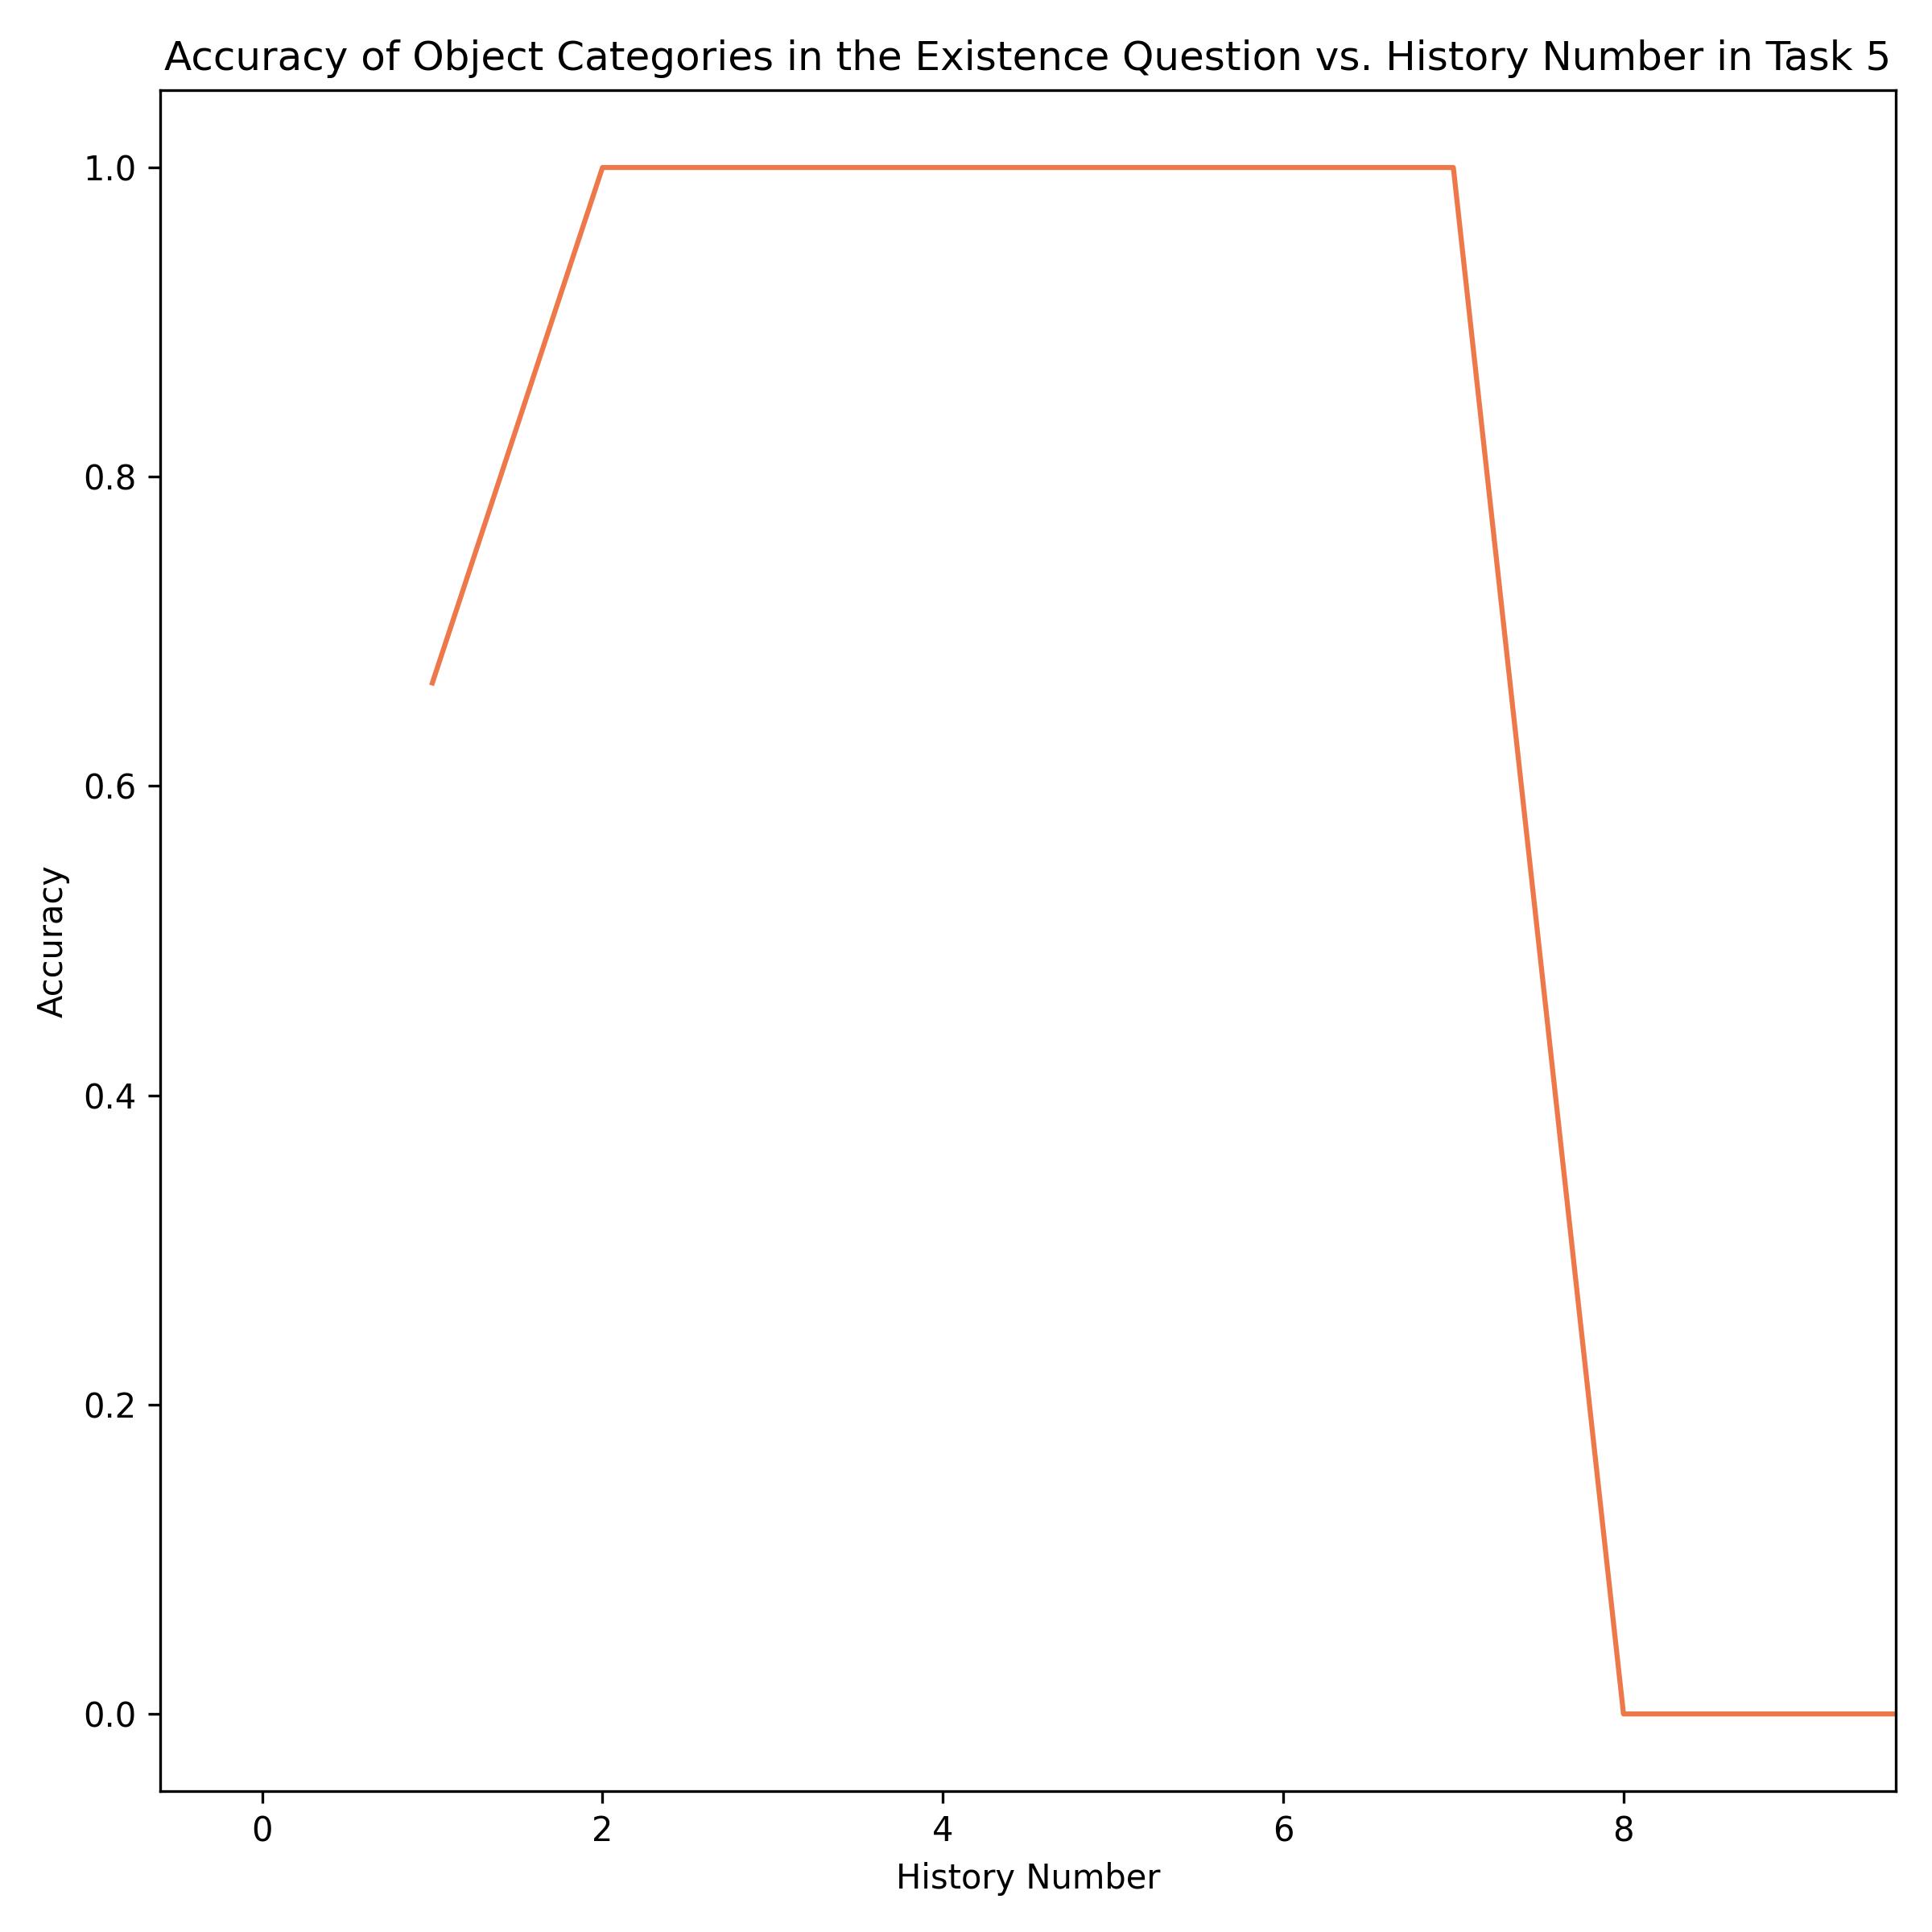 Accuracy of Object Categories in the Existence Question vs. History Number in Task 5
1.0
0.8
0.6
0.4
0.2
0.0
Accuracy
0 2 4 6 8
History Number